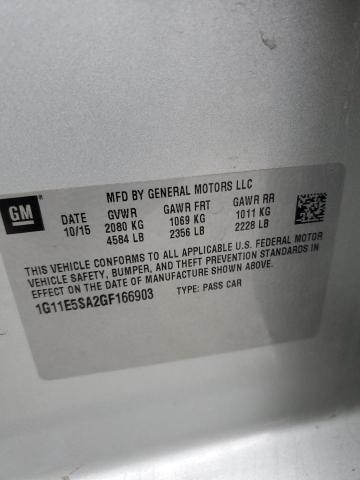 MFD BY GENERAL MOTORS LLC
GM
DATE GVWR GAWR FRT GAWR RR
10/15 2080 KG 1069 KG 1011 KG
4584 LB 2356 LB 2228 LB
THIS VEHICLE CONFORMS TO ALL APPLICABLE U.S. FEDERAL MOTOR
VEHICLE SAFETY, BUMPER, AND THEFT PREVENTION STANDARDS IN
EFFECT ON THE DATE OF MANUFACTURE SHOWN ABOVE.
1G11E5SA2GF166903 TYPE: PASS CAR